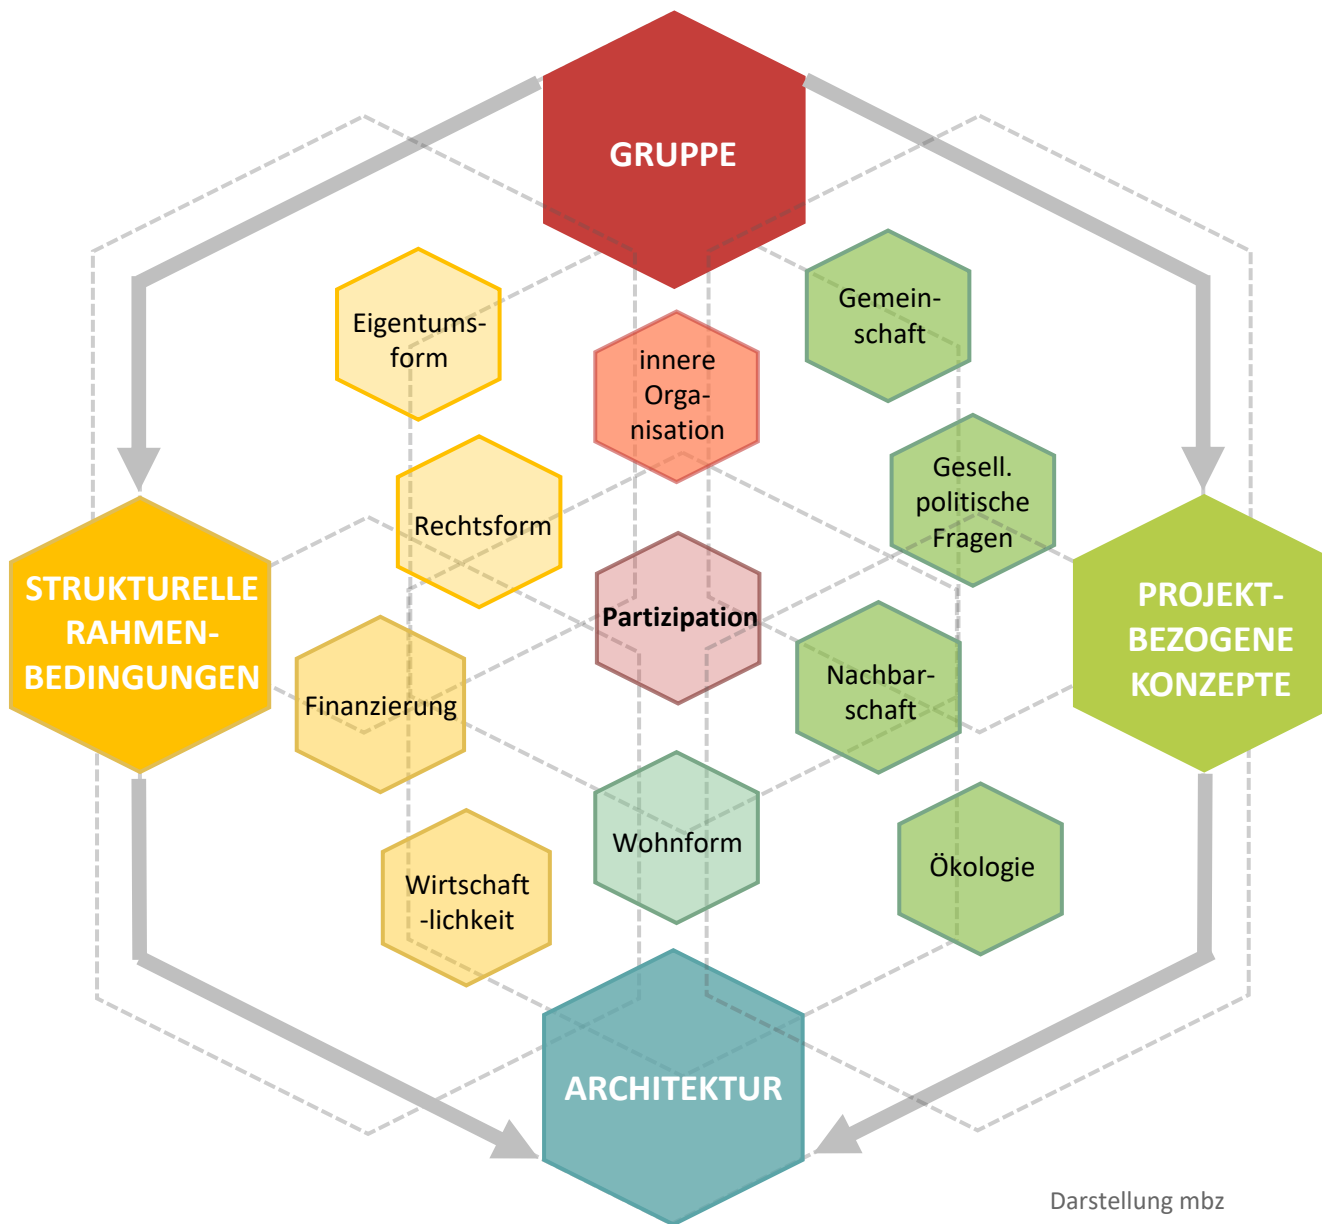 GRUPPE
Gemein-
schaft
Eigentums-
form
innere
Orga-
nisation
Gesell.
politische
Fragen
Rechtsform
STRUKTURELLE
RAHMEN-
BEDINGUNGEN
Partizipation
PROJEKT-
BEZOGENE
KONZEPTE
Finanzierung
Nachbar-
schaft
Wohnform
Ökologie
Wirtschaft
-lichkeit
ARCHITEKTUR
Darstellung mbz